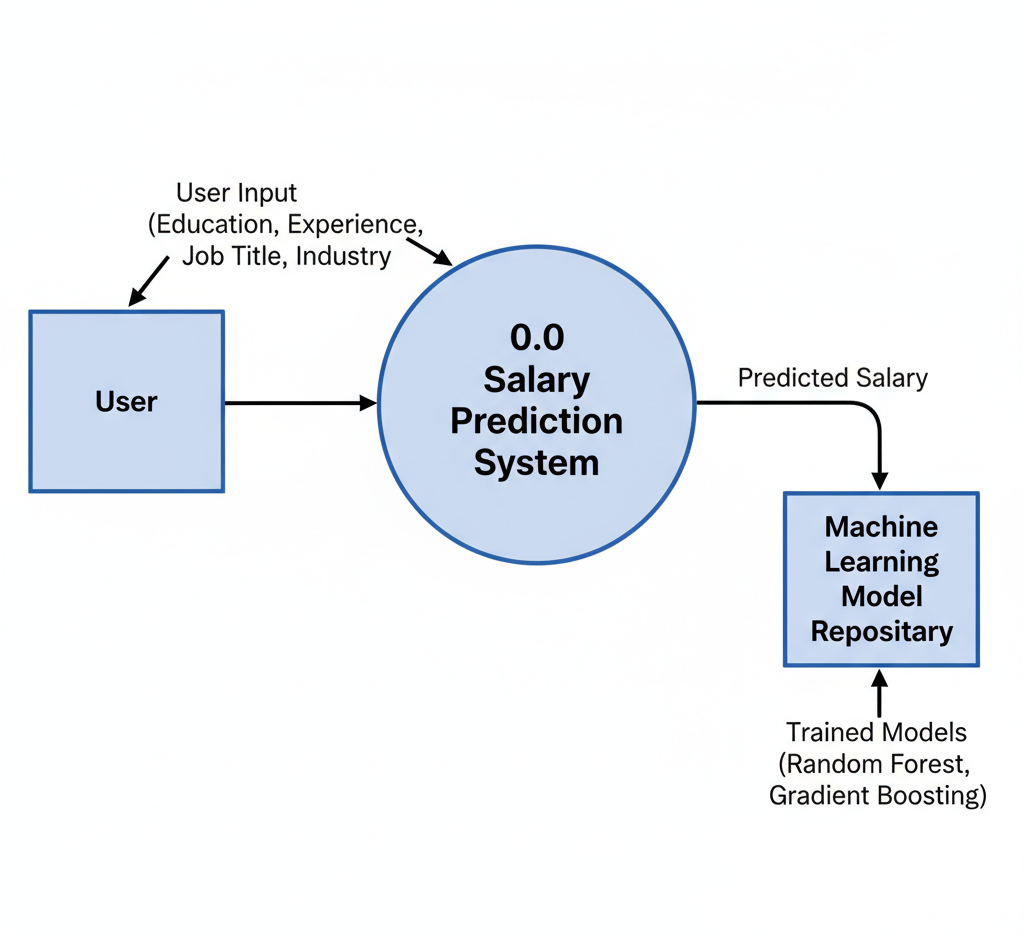 User Input
(Education, Experience,
Job Title, Industry
User
0.0
Salary
Prediction
System
Predicted Salary
Machine
Learning
Model
Repositary
Trained Models
(Random Forest,
Gradient Boosting)